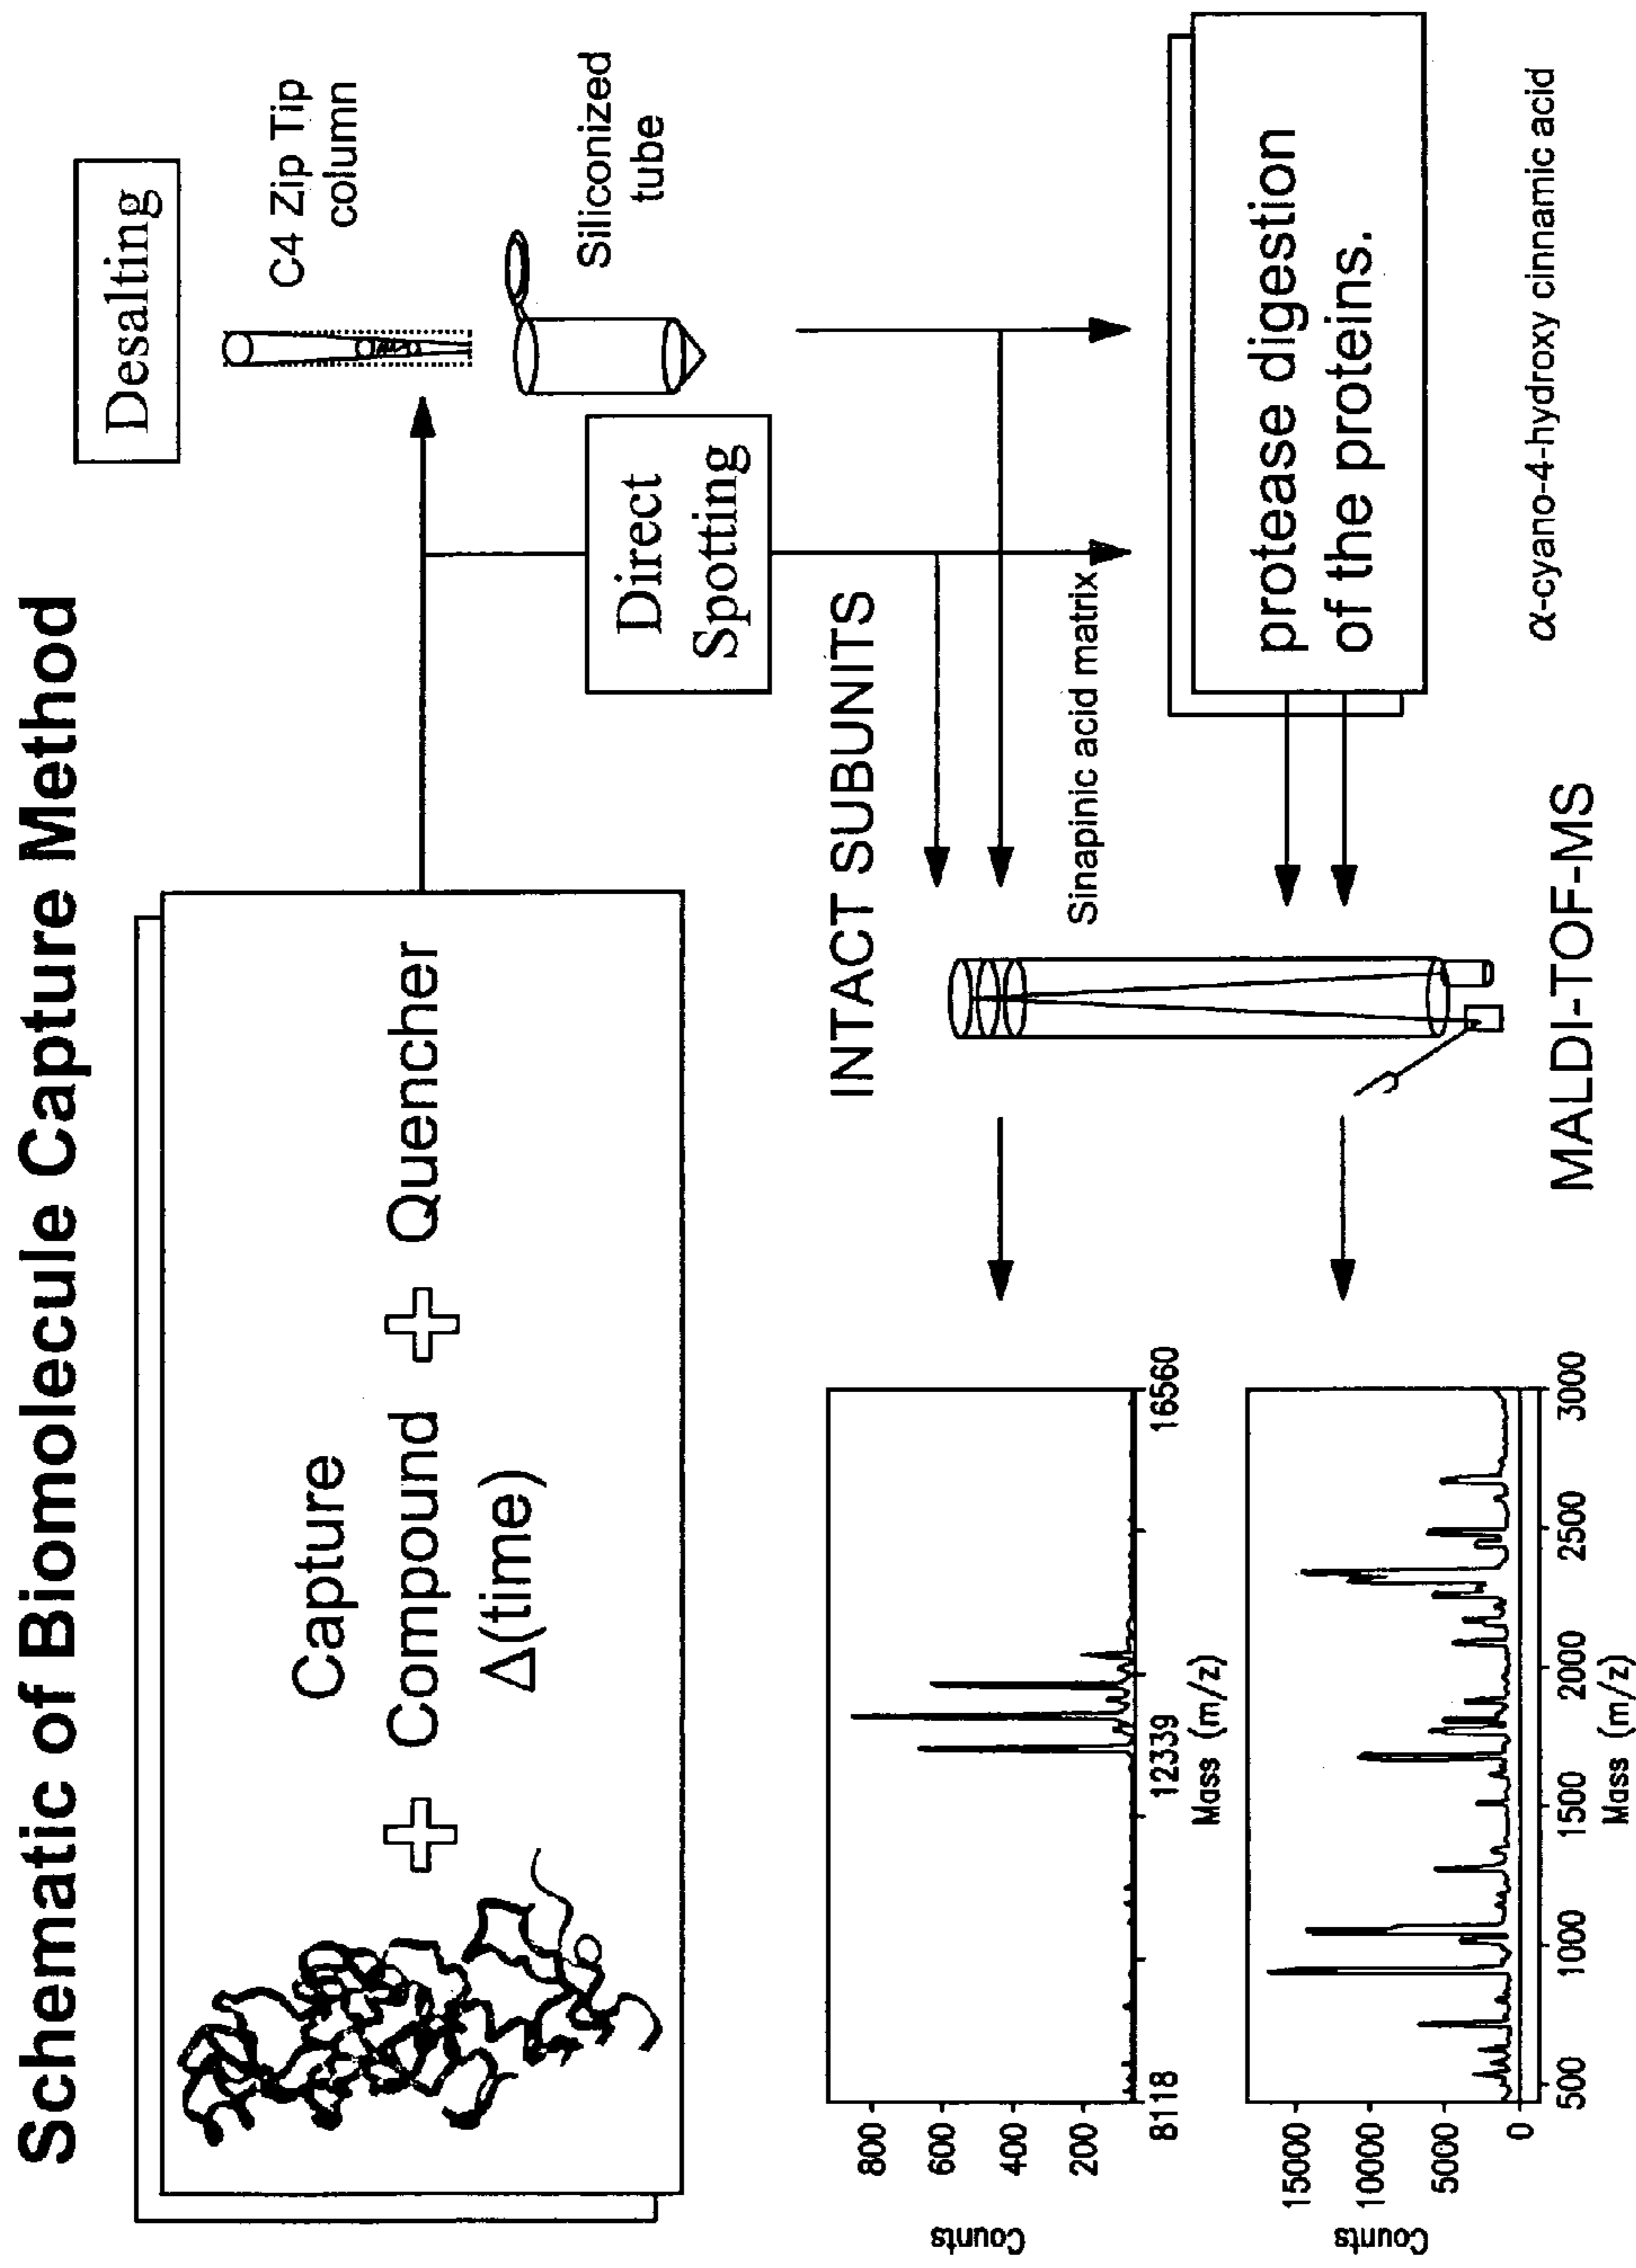 Schematic of Biomolecule Capture Method
Capture
Compound
Δ(time)
Quencher
Desalting
C4 Zip Tip
column
Siliconized
tube
Direct
Spotting
INTACT SUBUNITS
Sinapinic acid matrix
protease digestion
of the proteins.
α-cyano-4-hydroxy cinnamic acid
MALDI-TOF-MS
Counts
800
600
400
200
8118
12339
16560
Mass (m/z)
Counts
15000
10000
5000
0
500
1000
1500
2000
2500
3000
Mass (m/z)